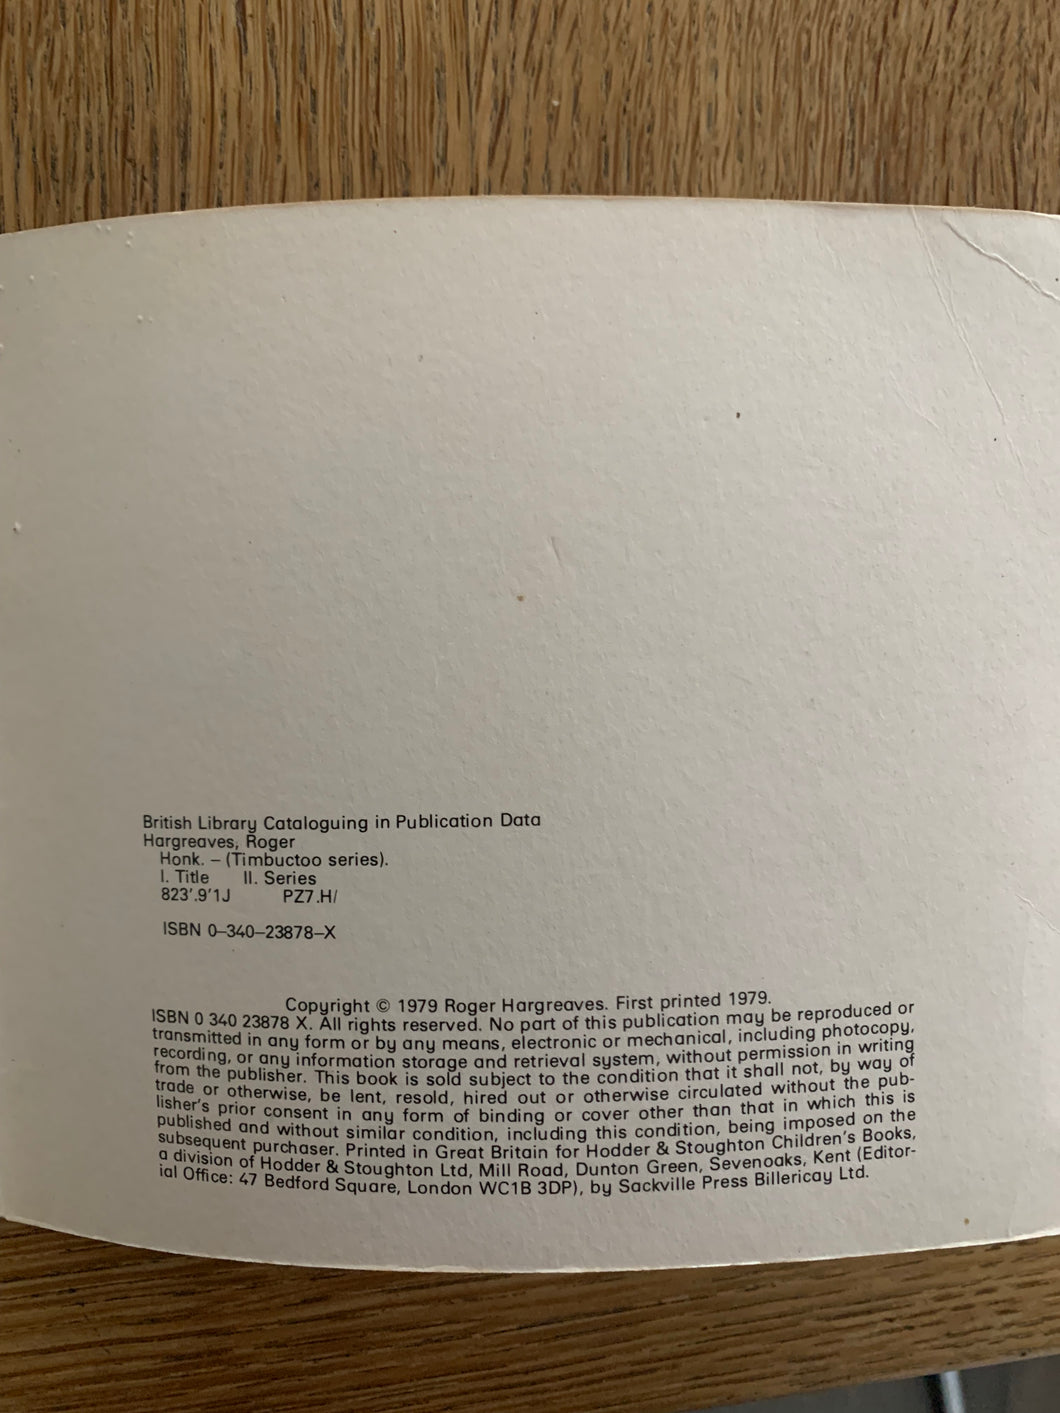 British Library Cataloguing in Publication Data
Hargreaves, Roger
Honk. – (Timbuctoo series).
I. Title II. Series
823'.9'1J PZ7.H/
ISBN 0–340–23878–X
Copyright © 1979 Roger Hargreaves. First printed 1979.
ISBN 0 340 23878 X. All rights reserved. No part of this publication may be reproduced or
transmitted in any form or by any means, electronic or mechanical, including photocopy,
recording, or any information storage and retrieval system, without permission in writing
from the publisher. This book is sold subject to the condition that it shall not, by way of
trade or otherwise, be lent, resold, hired out or otherwise circulated without the pub-
lisher's prior consent in any form of binding or cover other than that in which this is
published and without similar condition, including this condition, being imposed on the
subsequent purchaser. Printed in Great Britain for Hodder & Stoughton Children's Books,
a division of Hodder & Stoughton Ltd, Mill Road, Dunton Green, Sevenoaks, Kent (Editor-
ial Office: 47 Bedford Square, London WC1B 3DP), by Sackville Press Billericay Ltd.